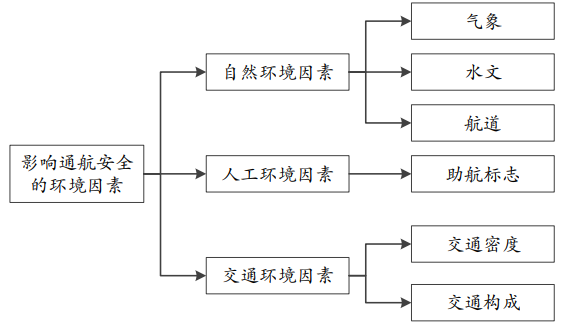 影响通航安全
的环境因素
自然环境因素
气象
水文
航道
人工环境因素
助航标志
交通环境因素
交通密度
交通构成